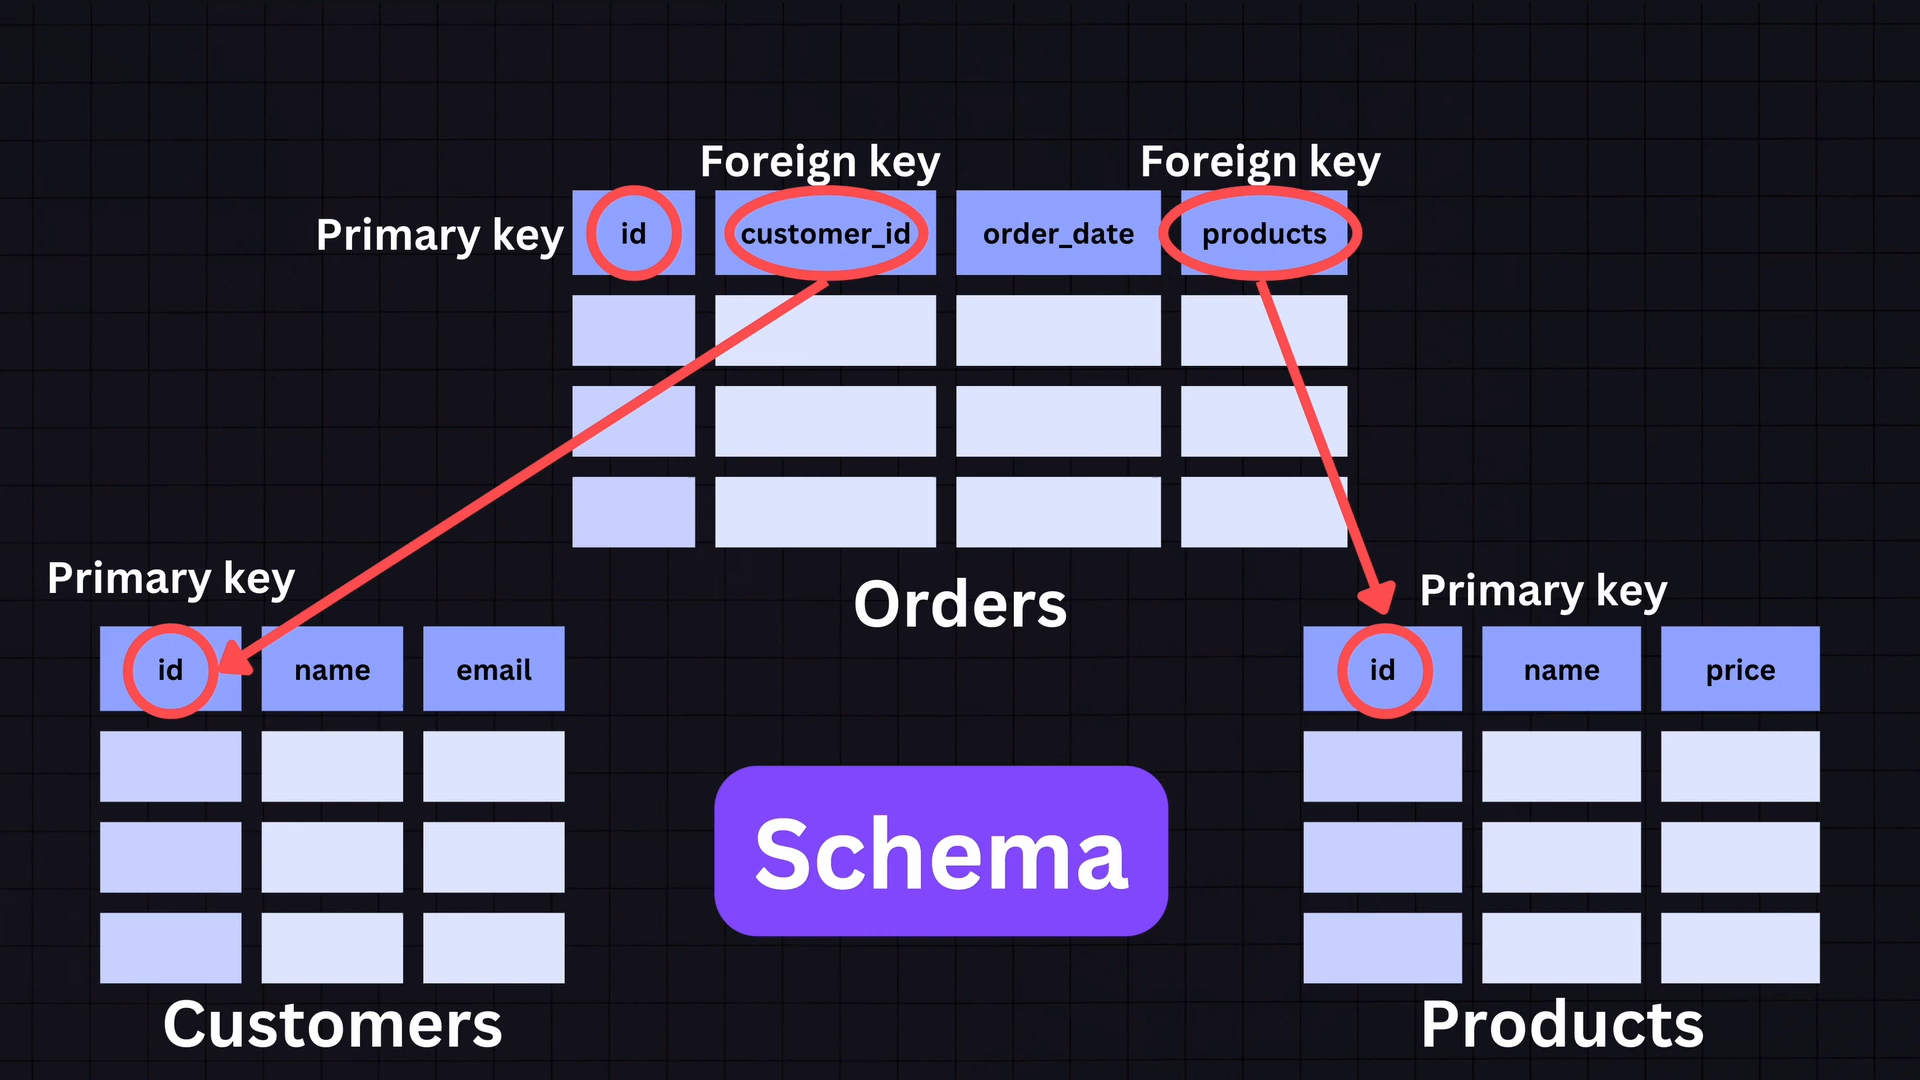 Foreign key
Foreign key
Primary key
id
customer_id
order_date
products
Orders
Primary key
id
name
email
Customers
Primary key
id
name
price
Products
Schema